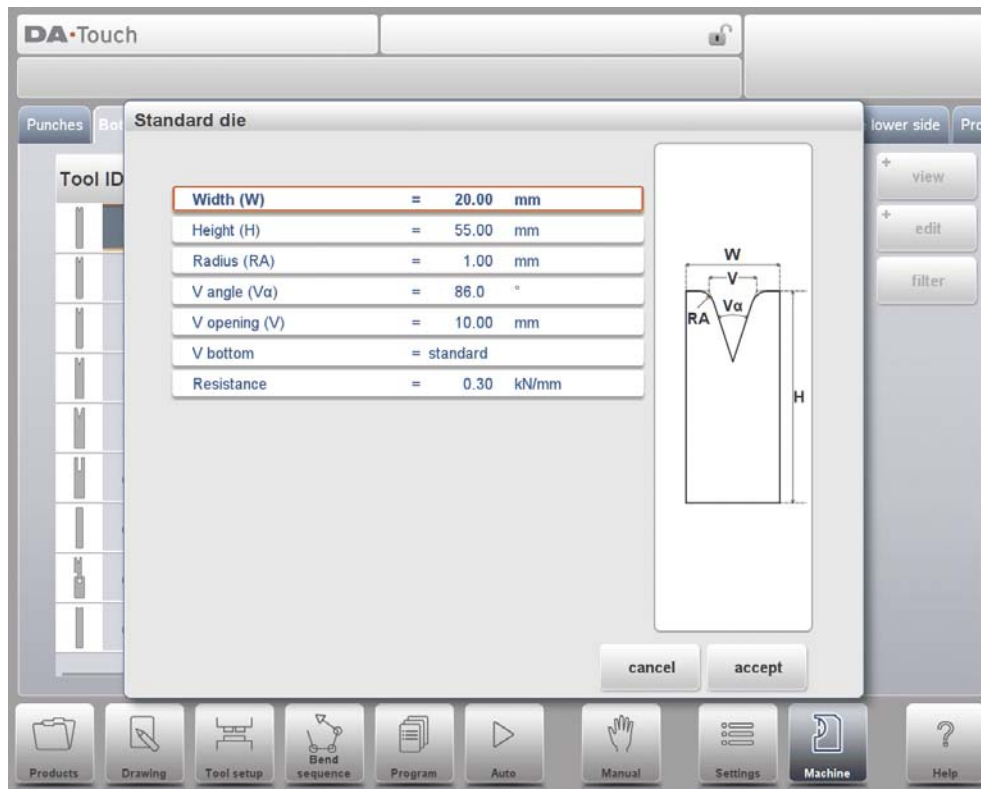 DA·Touch
Punches
Bot
Standard die
lower side
Pro
Tool ID
view
edit
filter
Width (W) = 20.00 mm
Height (H) = 55.00 mm
Radius (RA) = 1.00 mm
V angle (Vα) = 86.0 °
V opening (V) = 10.00 mm
V bottom = standard
Resistance = 0.30 kN/mm
W
V
Vα
RA
H
cancel
accept
Products
Drawing
Tool setup
Bend
sequence
Program
Auto
Manual
Settings
Machine
?
Help